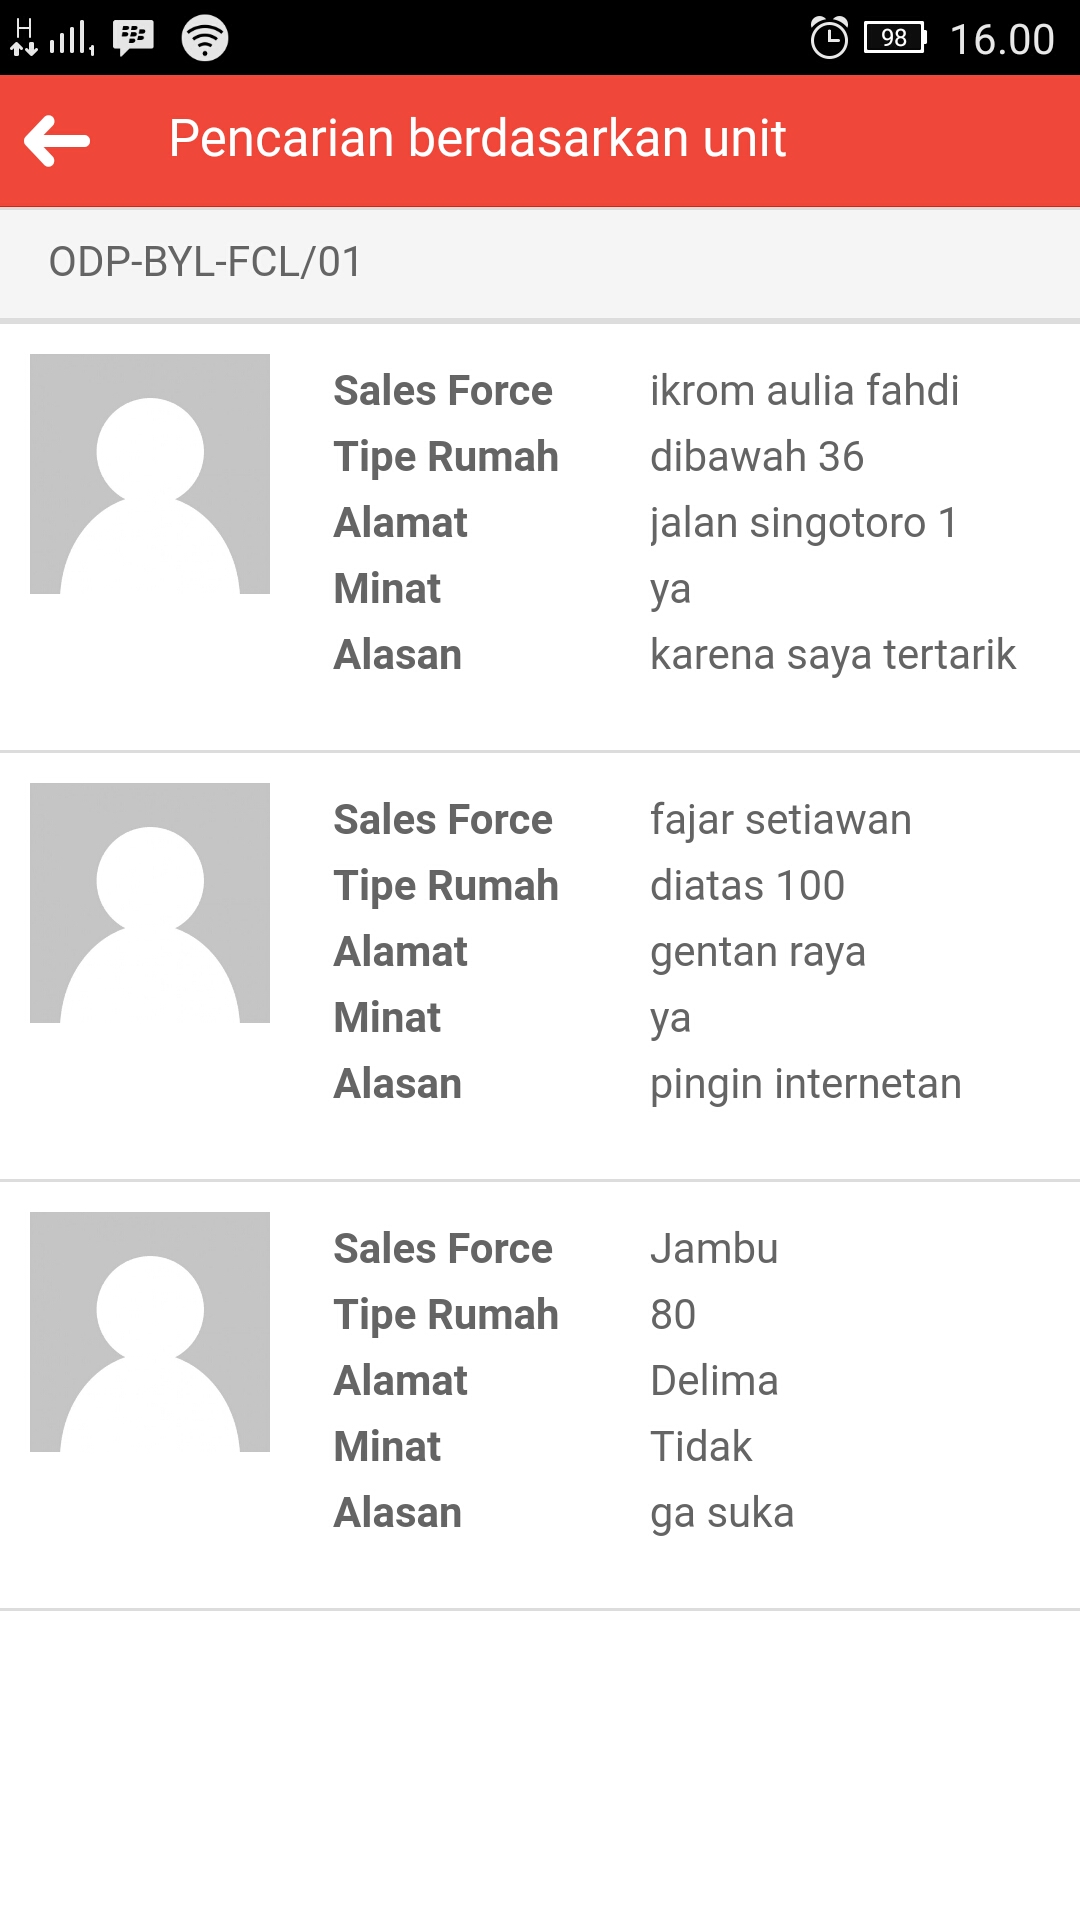 H 1 98 16.00
Pencarian berdasarkan unit
ODP-BYL-FCL/01
Sales Force ikrom aulia fahdi
Tipe Rumah dibawah 36
Alamat jalan singotoro 1
Minat ya
Alasan karena saya tertarik
Sales Force fajar setiawan
Tipe Rumah diatas 100
Alamat gentan raya
Minat ya
Alasan pingin internetan
Sales Force Jambu
Tipe Rumah 80
Alamat Delima
Minat Tidak
Alasan ga suka